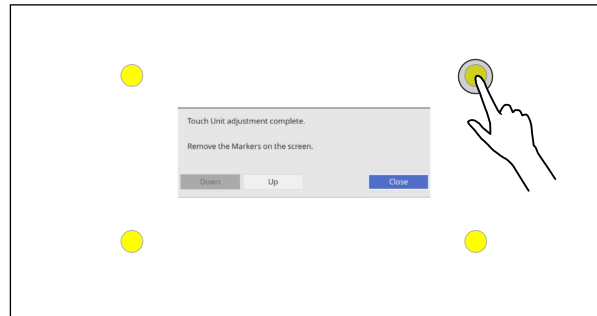 Touch Unit adjustment complete.
Remove the Markers on the screen.
Down Up Close